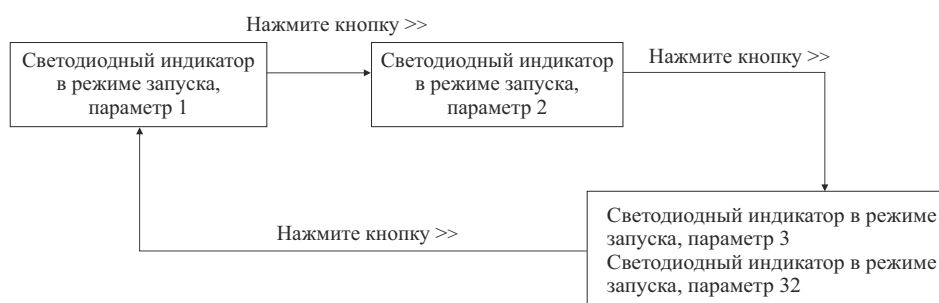 Нажмите кнопку >>
Светодиодный индикатор
в режиме запуска,
параметр 1
Светодиодный индикатор
в режиме запуска,
параметр 2
Нажмите кнопку >>
Светодиодный индикатор в режиме
запуска, параметр 3
Светодиодный индикатор в режиме
запуска, параметр 32
Нажмите кнопку >>